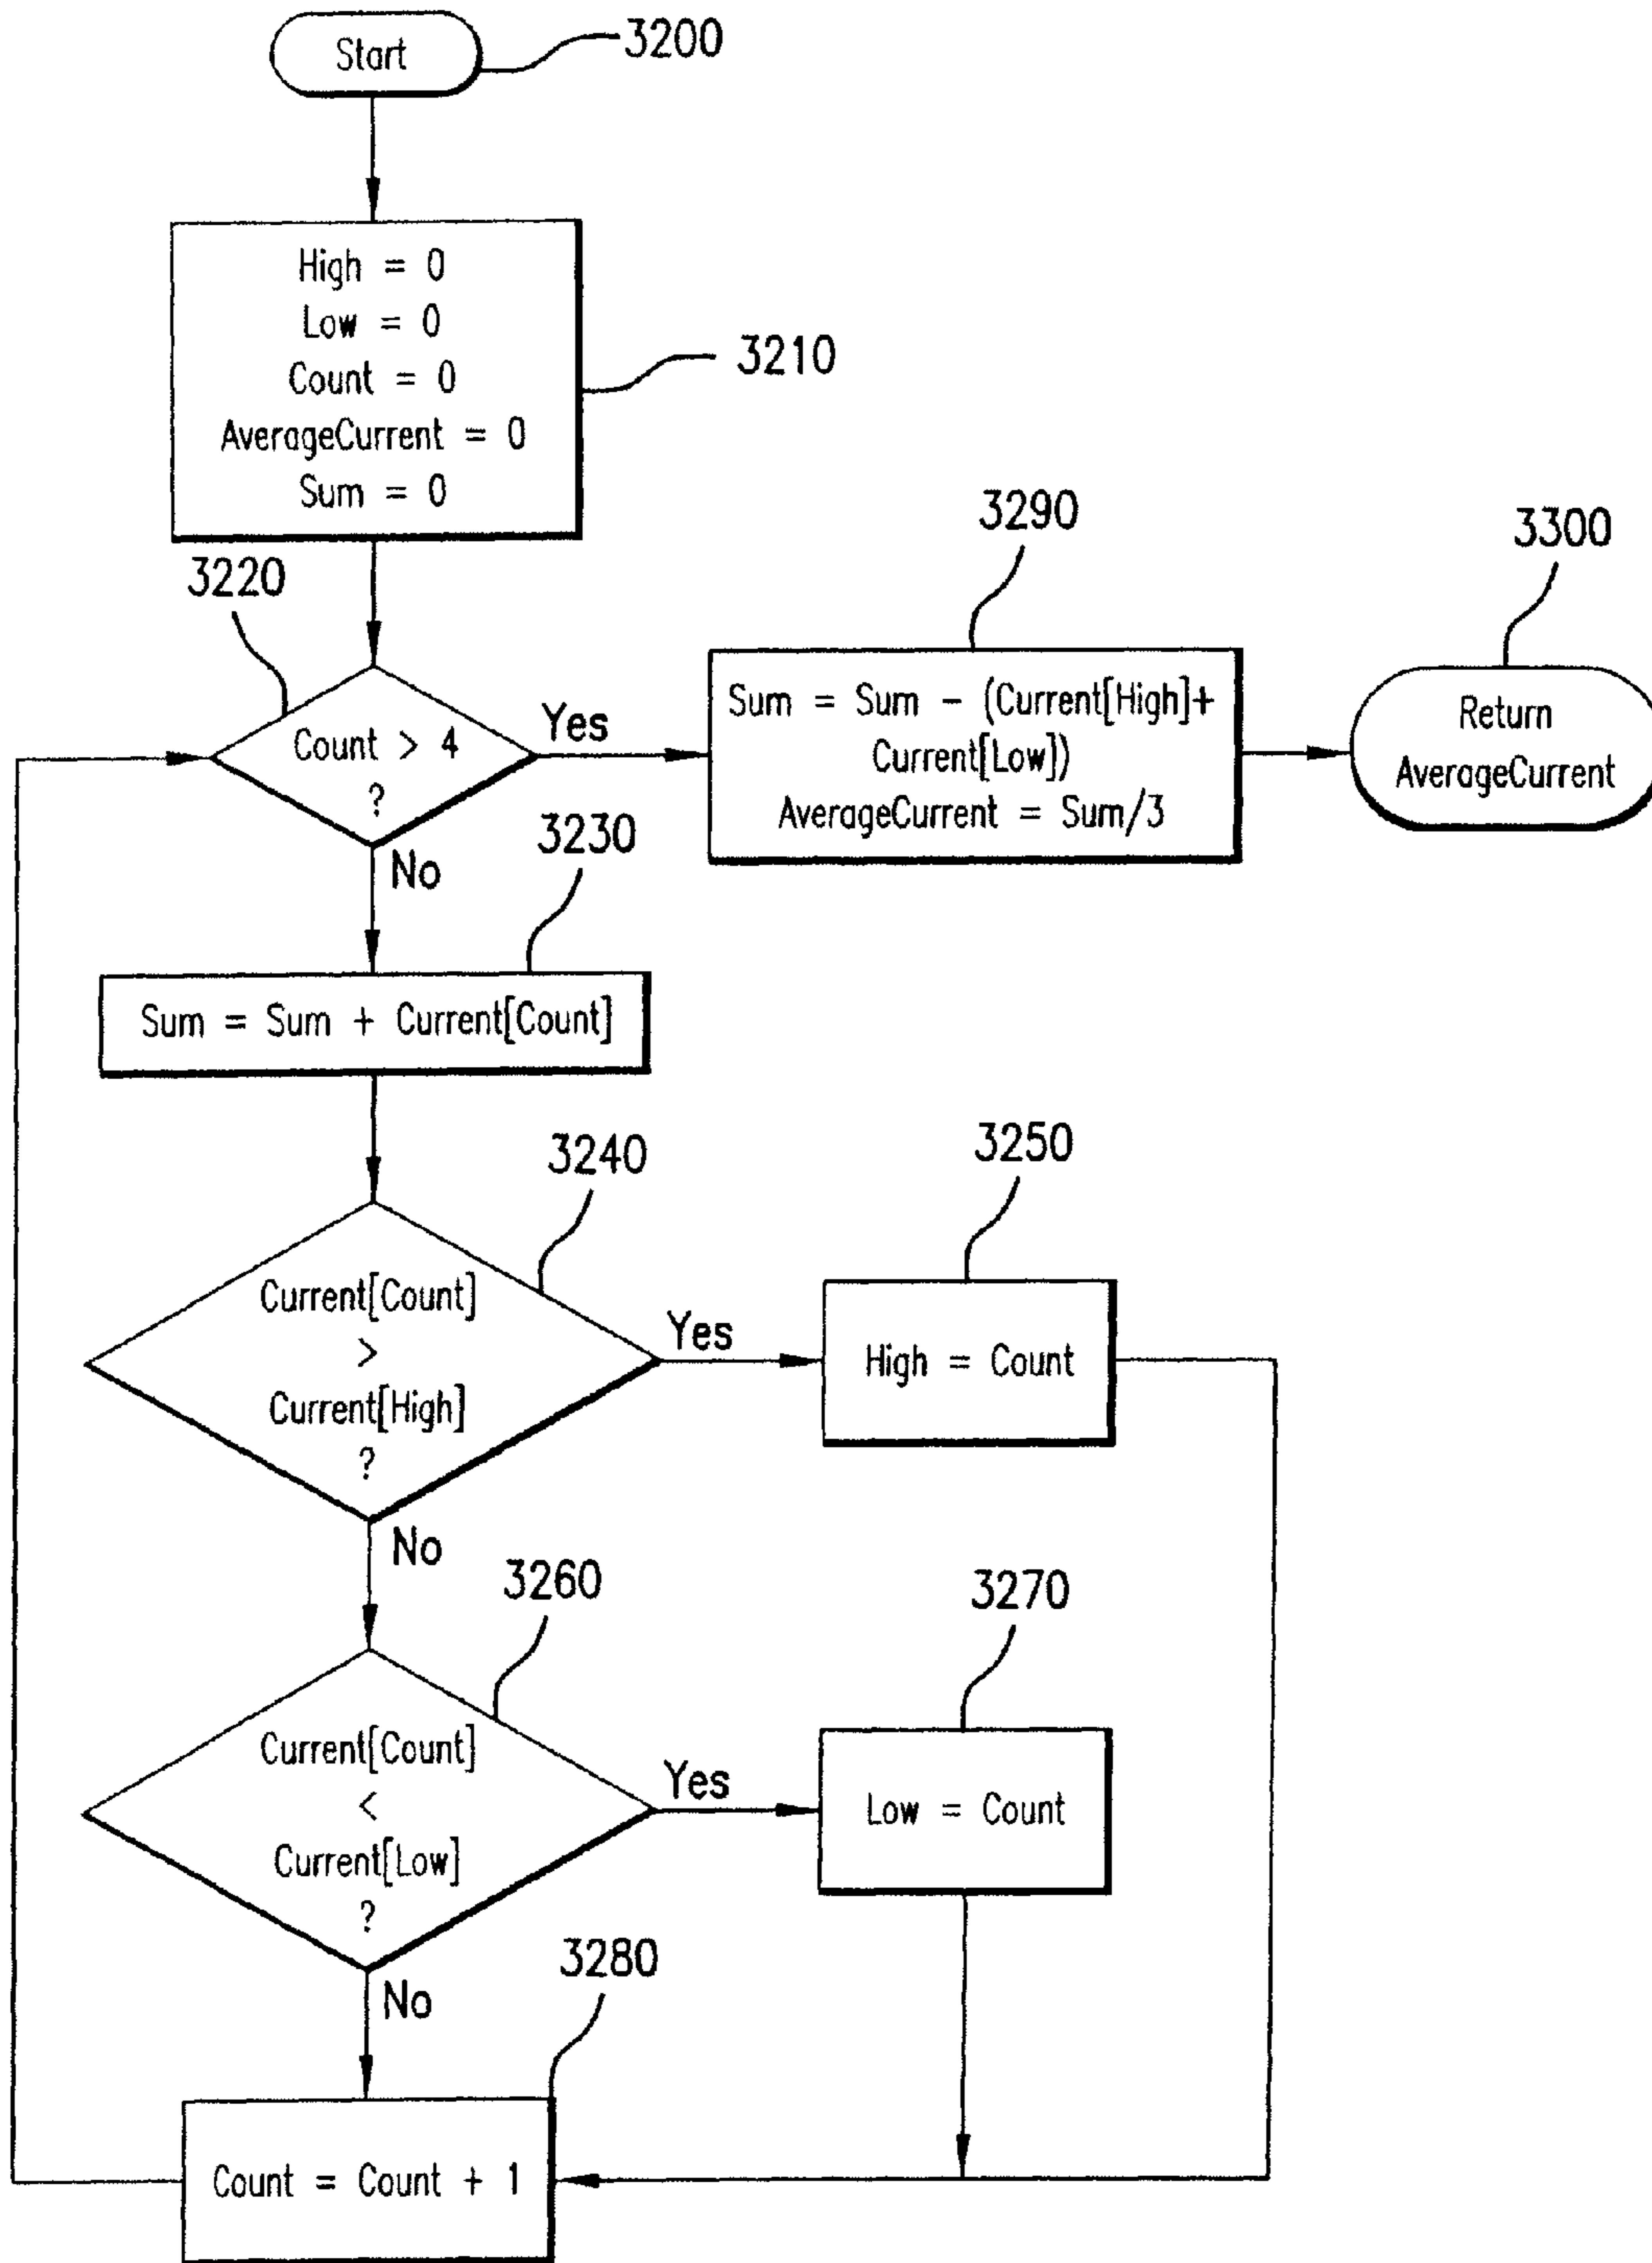 Start
3200
High = 0
Low = 0
Count = 0
AverageCurrent = 0
Sum = 0
3210
3220
Count > 4
?
Yes
No
3290
Sum = Sum - (Current[High]+
Current[Low])
AverageCurrent = Sum/3
3300
Return
AverageCurrent
3230
Sum = Sum + Current[Count]
3240
Current[Count]
>
Current[High]
?
Yes
No
3250
High = Count
3260
Current[Count]
<
Current[Low]
?
Yes
No
3270
Low = Count
3280
Count = Count + 1